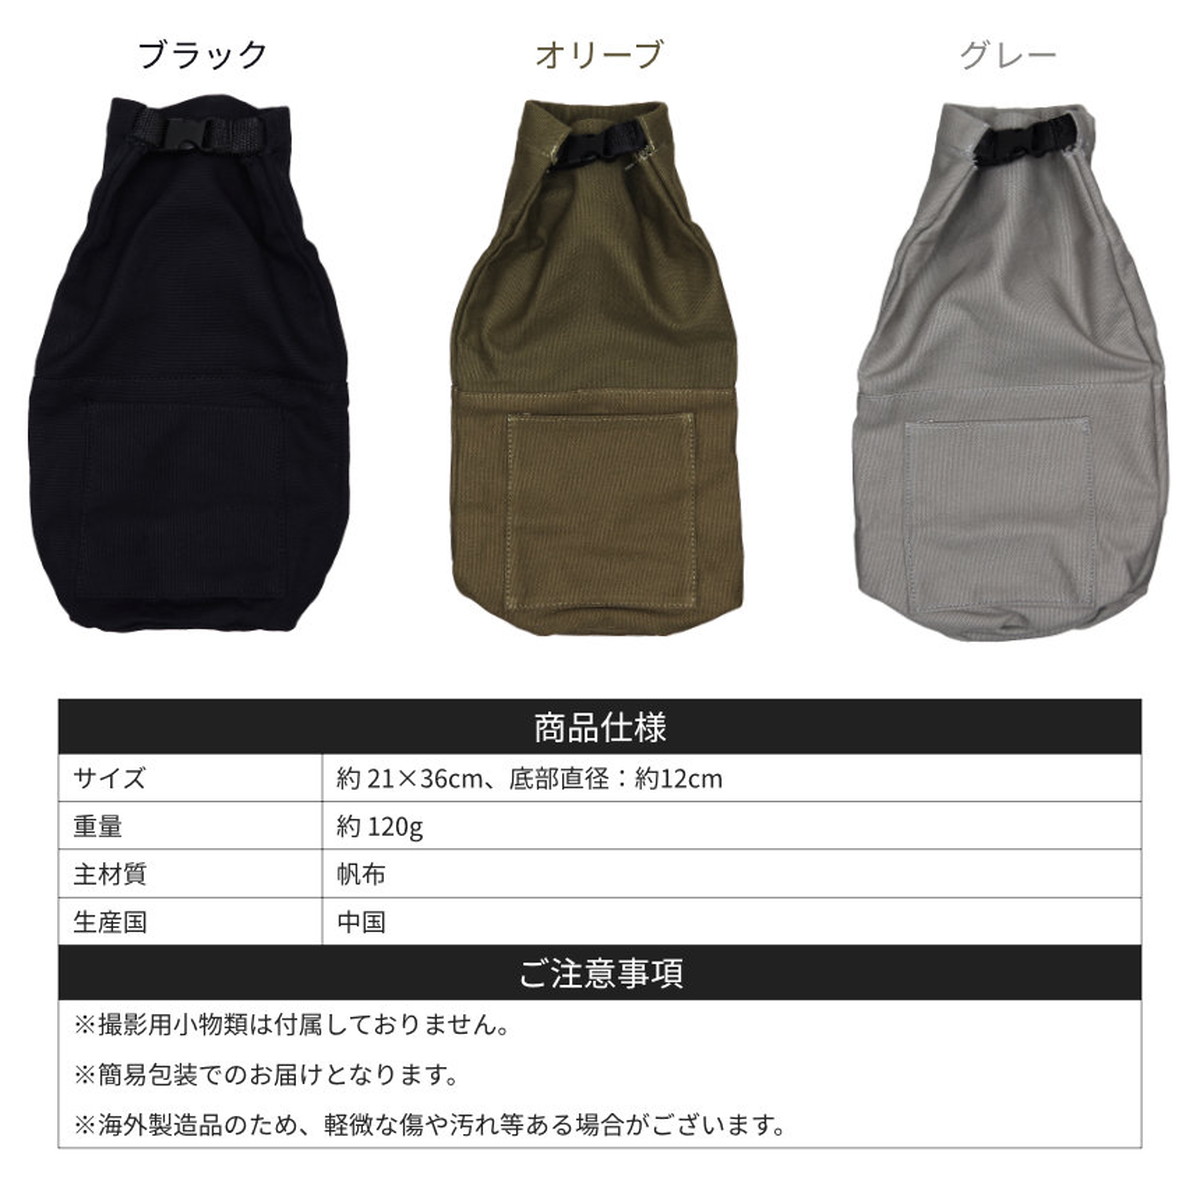 ブラック
オリーブ
グレー
商品仕様
サイズ 約 21×36cm、底部直径：約12cm
重量 約 120g
主材質 帆布
生産国 中国
ご注意事項
※撮影用小物類は付属しておりません。
※簡易包装でのお届けとなります。
※海外製造品のため、軽微な傷や汚れ等ある場合がございます。